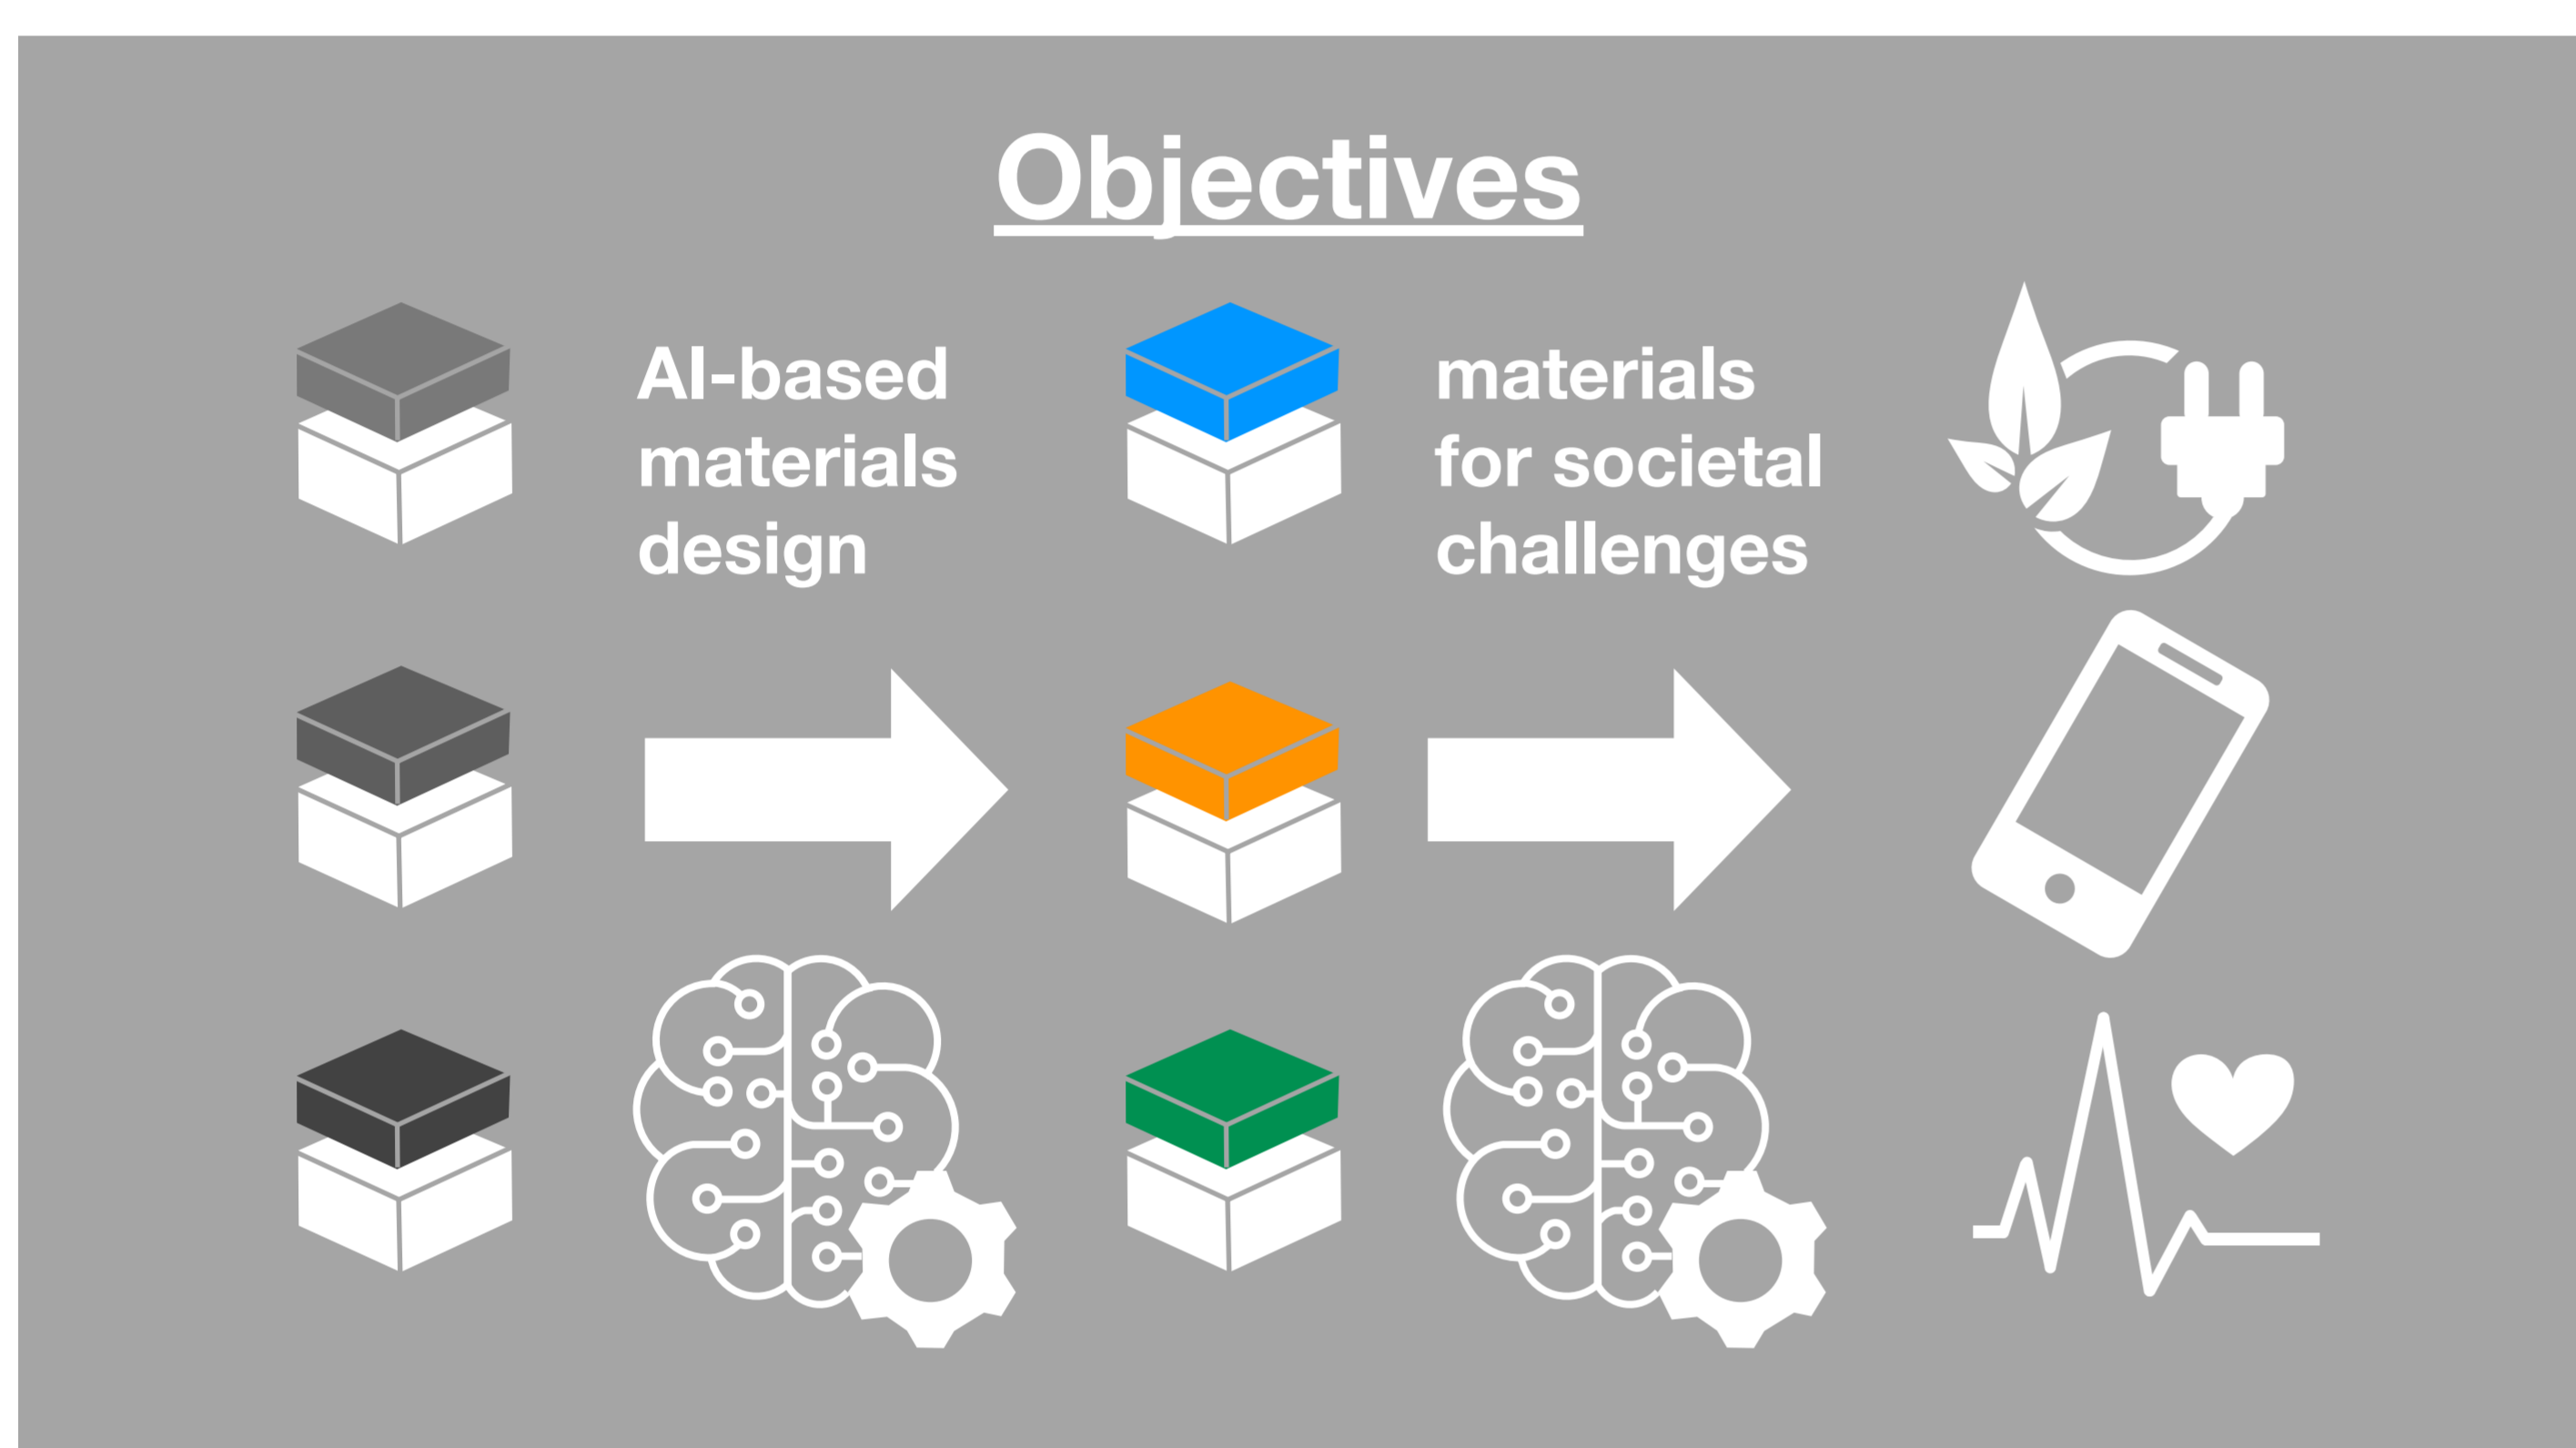 Objectives
AI-based
materials
design
materials
for societal
challenges